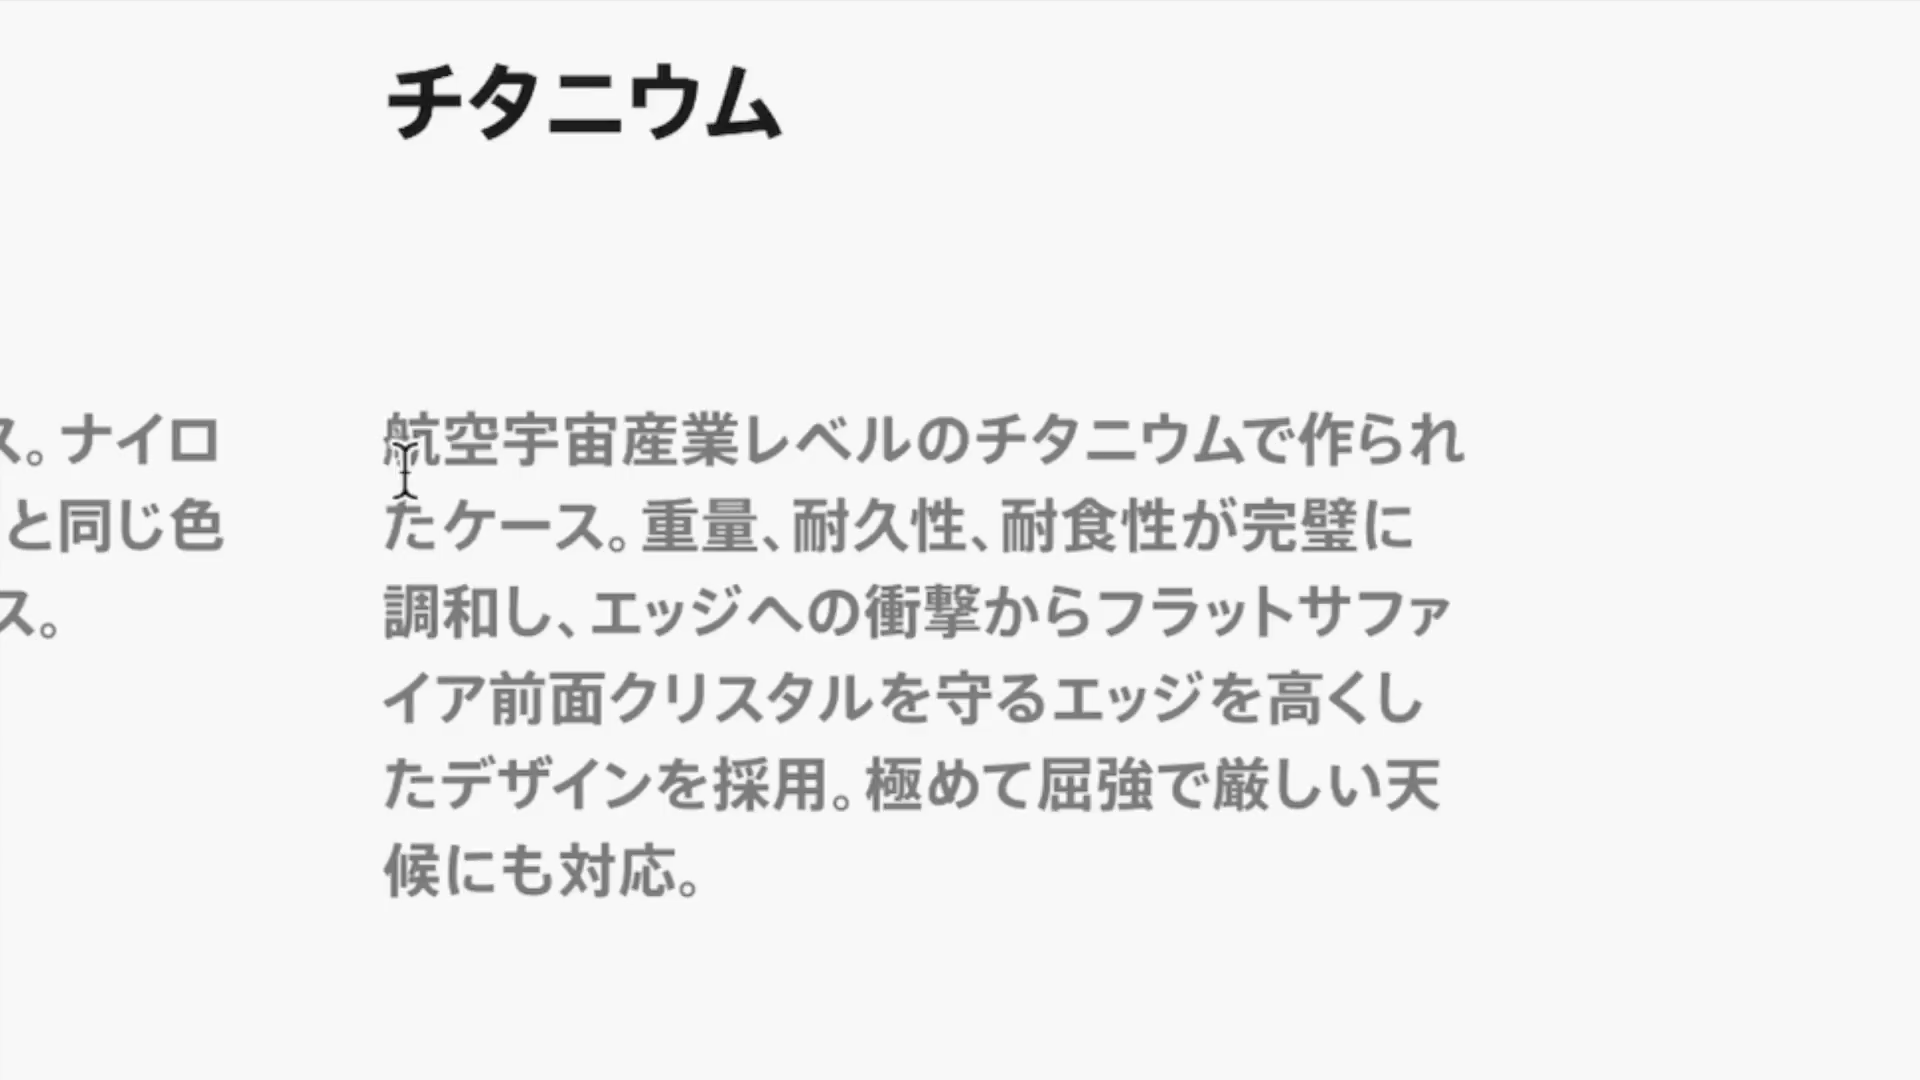 チタニウム
ス。ナイロ
と同じ色
ス。
航空宇宙産業レベルのチタニウムで作られ
たケース。重量、耐久性、耐食性が完璧に
調和し、エッジへの衝撃からフラットサファ
イア前面クリスタルを守るエッジを高くし
たデザインを採用。極めて屈強で厳しい天
候にも対応。